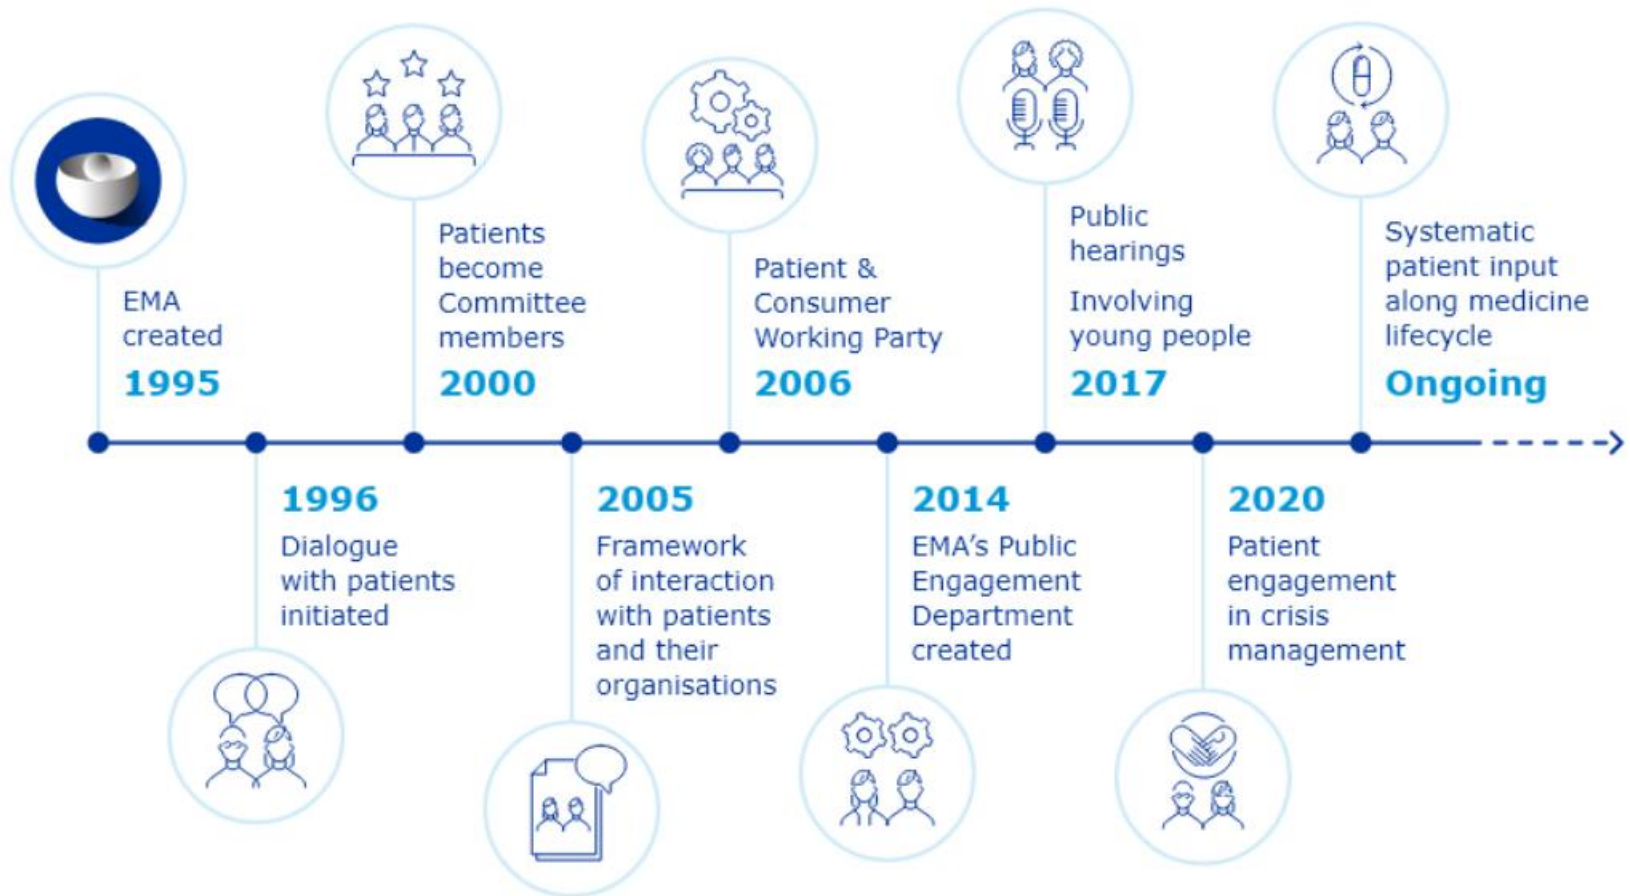 EMA
created
1995
1996
Dialogue
with patients
initiated
Patients
become
Committee
members
2000
2005
Framework
of interaction
with patients
and their
organisations
Patient &
Consumer
Working Party
2006
2014
EMA’s Public
Engagement
Department
created
Public
hearings
Involving
young people
2017
2020
Patient
engagement
in crisis
management
Systematic
patient input
along medicine
lifecycle
Ongoing